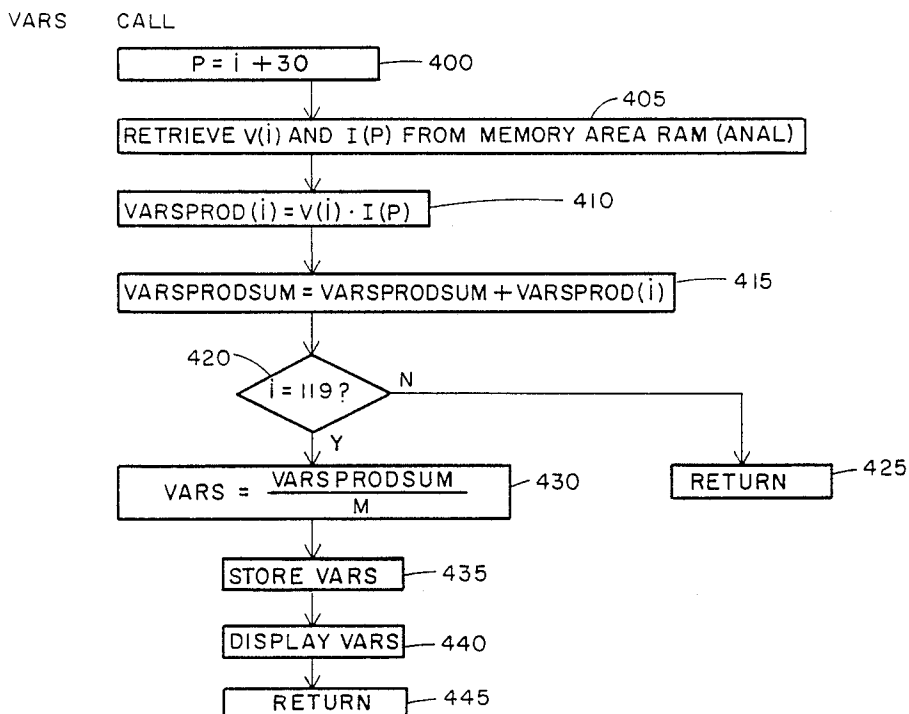 VARS CALL
P = i + 30
400
405
RETRIEVE V(i) AND I(P) FROM MEMORY AREA RAM (ANAL)
VARSPROD(i) = V(i) · I(P)
410
VARSPRODSUM = VARSPRODSUM + VARSPROD(i)
415
420
i = 119?
N
Y
VARS = VARSPRODSUM
M
430
RETURN
425
STORE VARS
435
DISPLAY VARS
440
RETURN
445